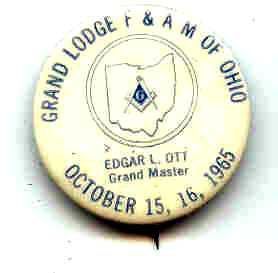 GRAND LODGE F & A M OF OHIO
G
EDGAR L. OTT
Grand Master
OCTOBER 15, 16, 1965